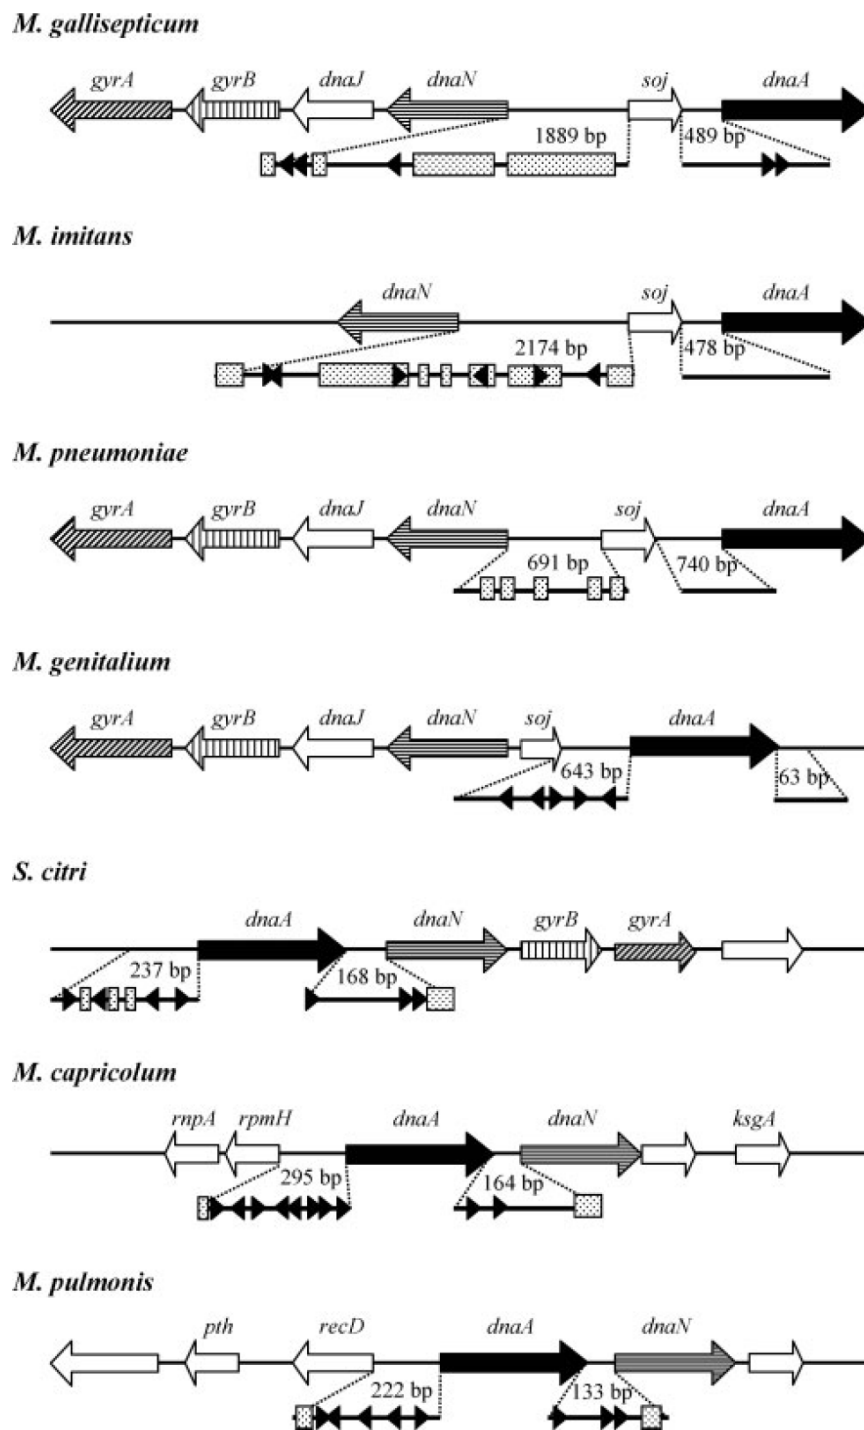 M. gallisepticum
gyrA gyrB dnaJ dnaN soj dnaA
1889 bp 489 bp
M. imitans
dnaN soj dnaA
2174 bp 478 bp
M. pneumoniae
gyrA gyrB dnaJ dnaN soj dnaA
691 bp 740 bp
M. genitalium
gyrA gyrB dnaJ dnaN soj dnaA
643 bp 63 bp
S. citri
dnaA dnaN gyrB gyrA
237 bp 168 bp
M. capricolum
rnpA rpmH dnaA dnaN ksgA
295 bp 164 bp
M. pulmonis
pth recD dnaA dnaN
222 bp 133 bp